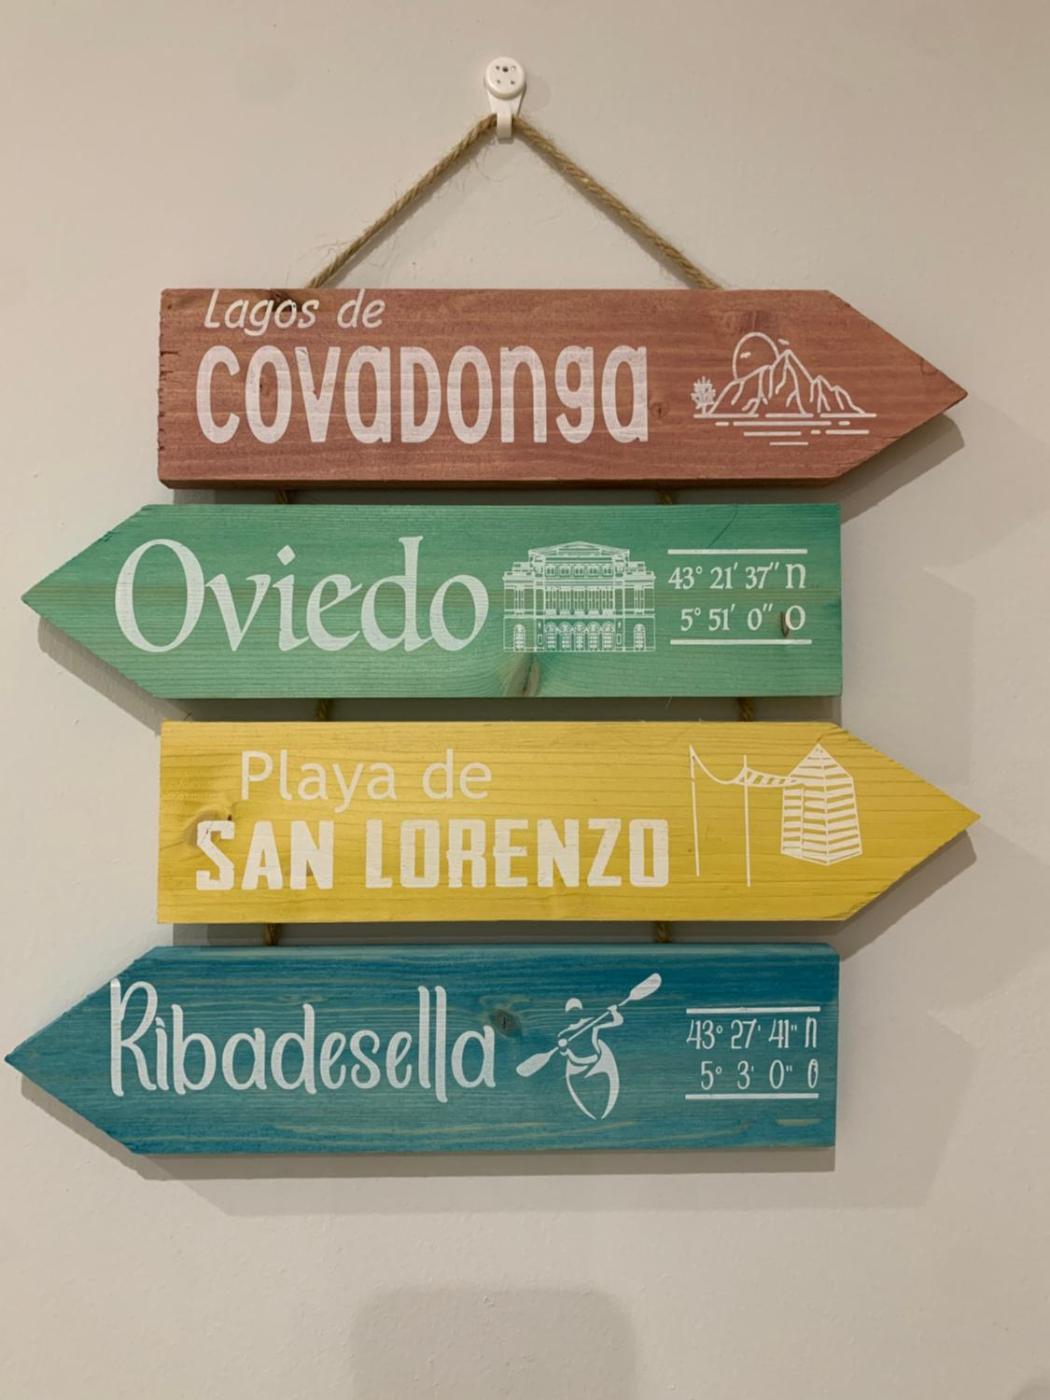 Lagos de
COVADONGA
Oviedo
43° 21' 37'' n
5° 51' 0'' O
Playa de
SAN LORENZO
Ribadesella
43° 27' 41'' n
5° 3' 0'' O